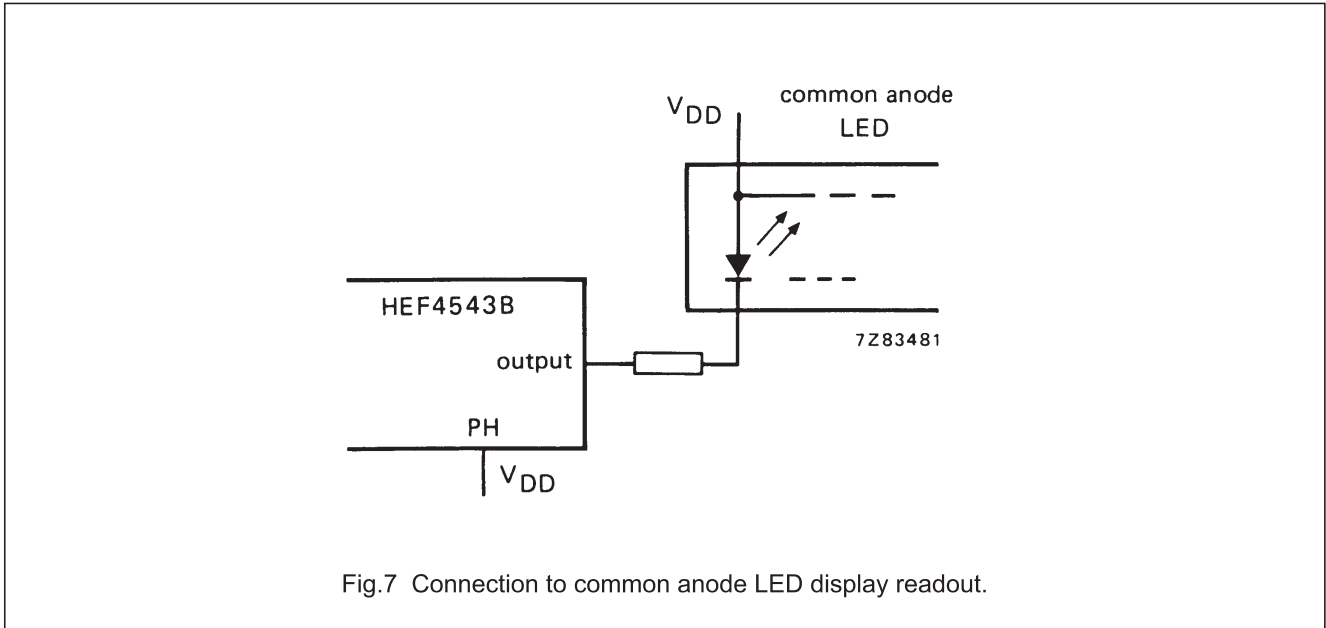 common anode
LED
VDD
7Z83481
HEF4543B
output
PH
VDD
Fig.7 Connection to common anode LED display readout.